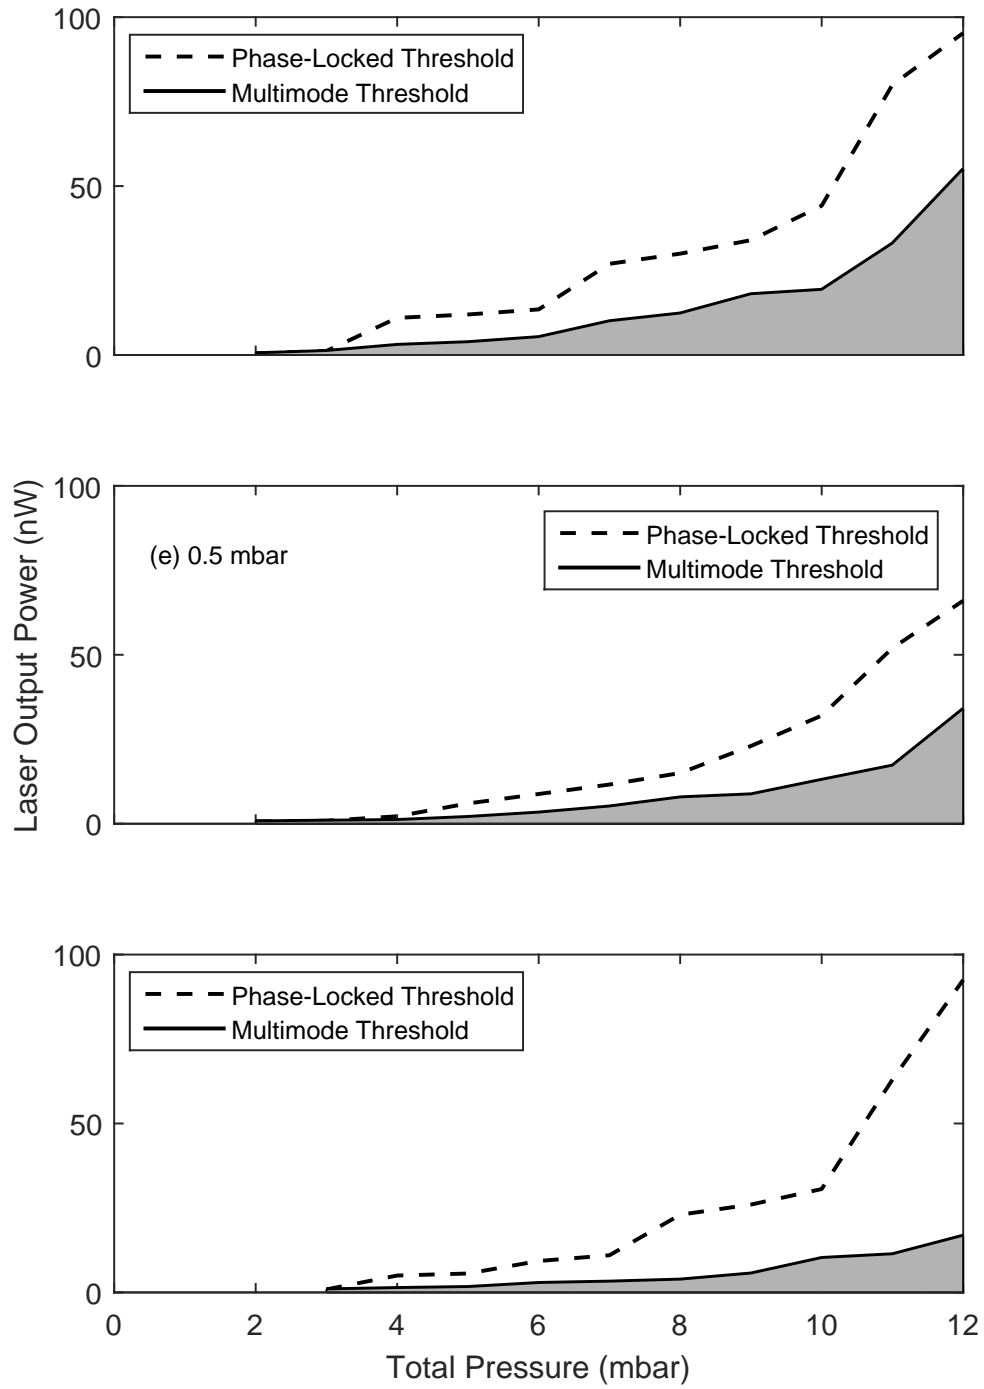 100
50
0
Phase-Locked Threshold
Multimode Threshold
Laser Output Power (nW)
100
50
0
(e) 0.5 mbar
Phase-Locked Threshold
Multimode Threshold
100
50
0
Phase-Locked Threshold
Multimode Threshold
0 2 4 6 8 10 12
Total Pressure (mbar)